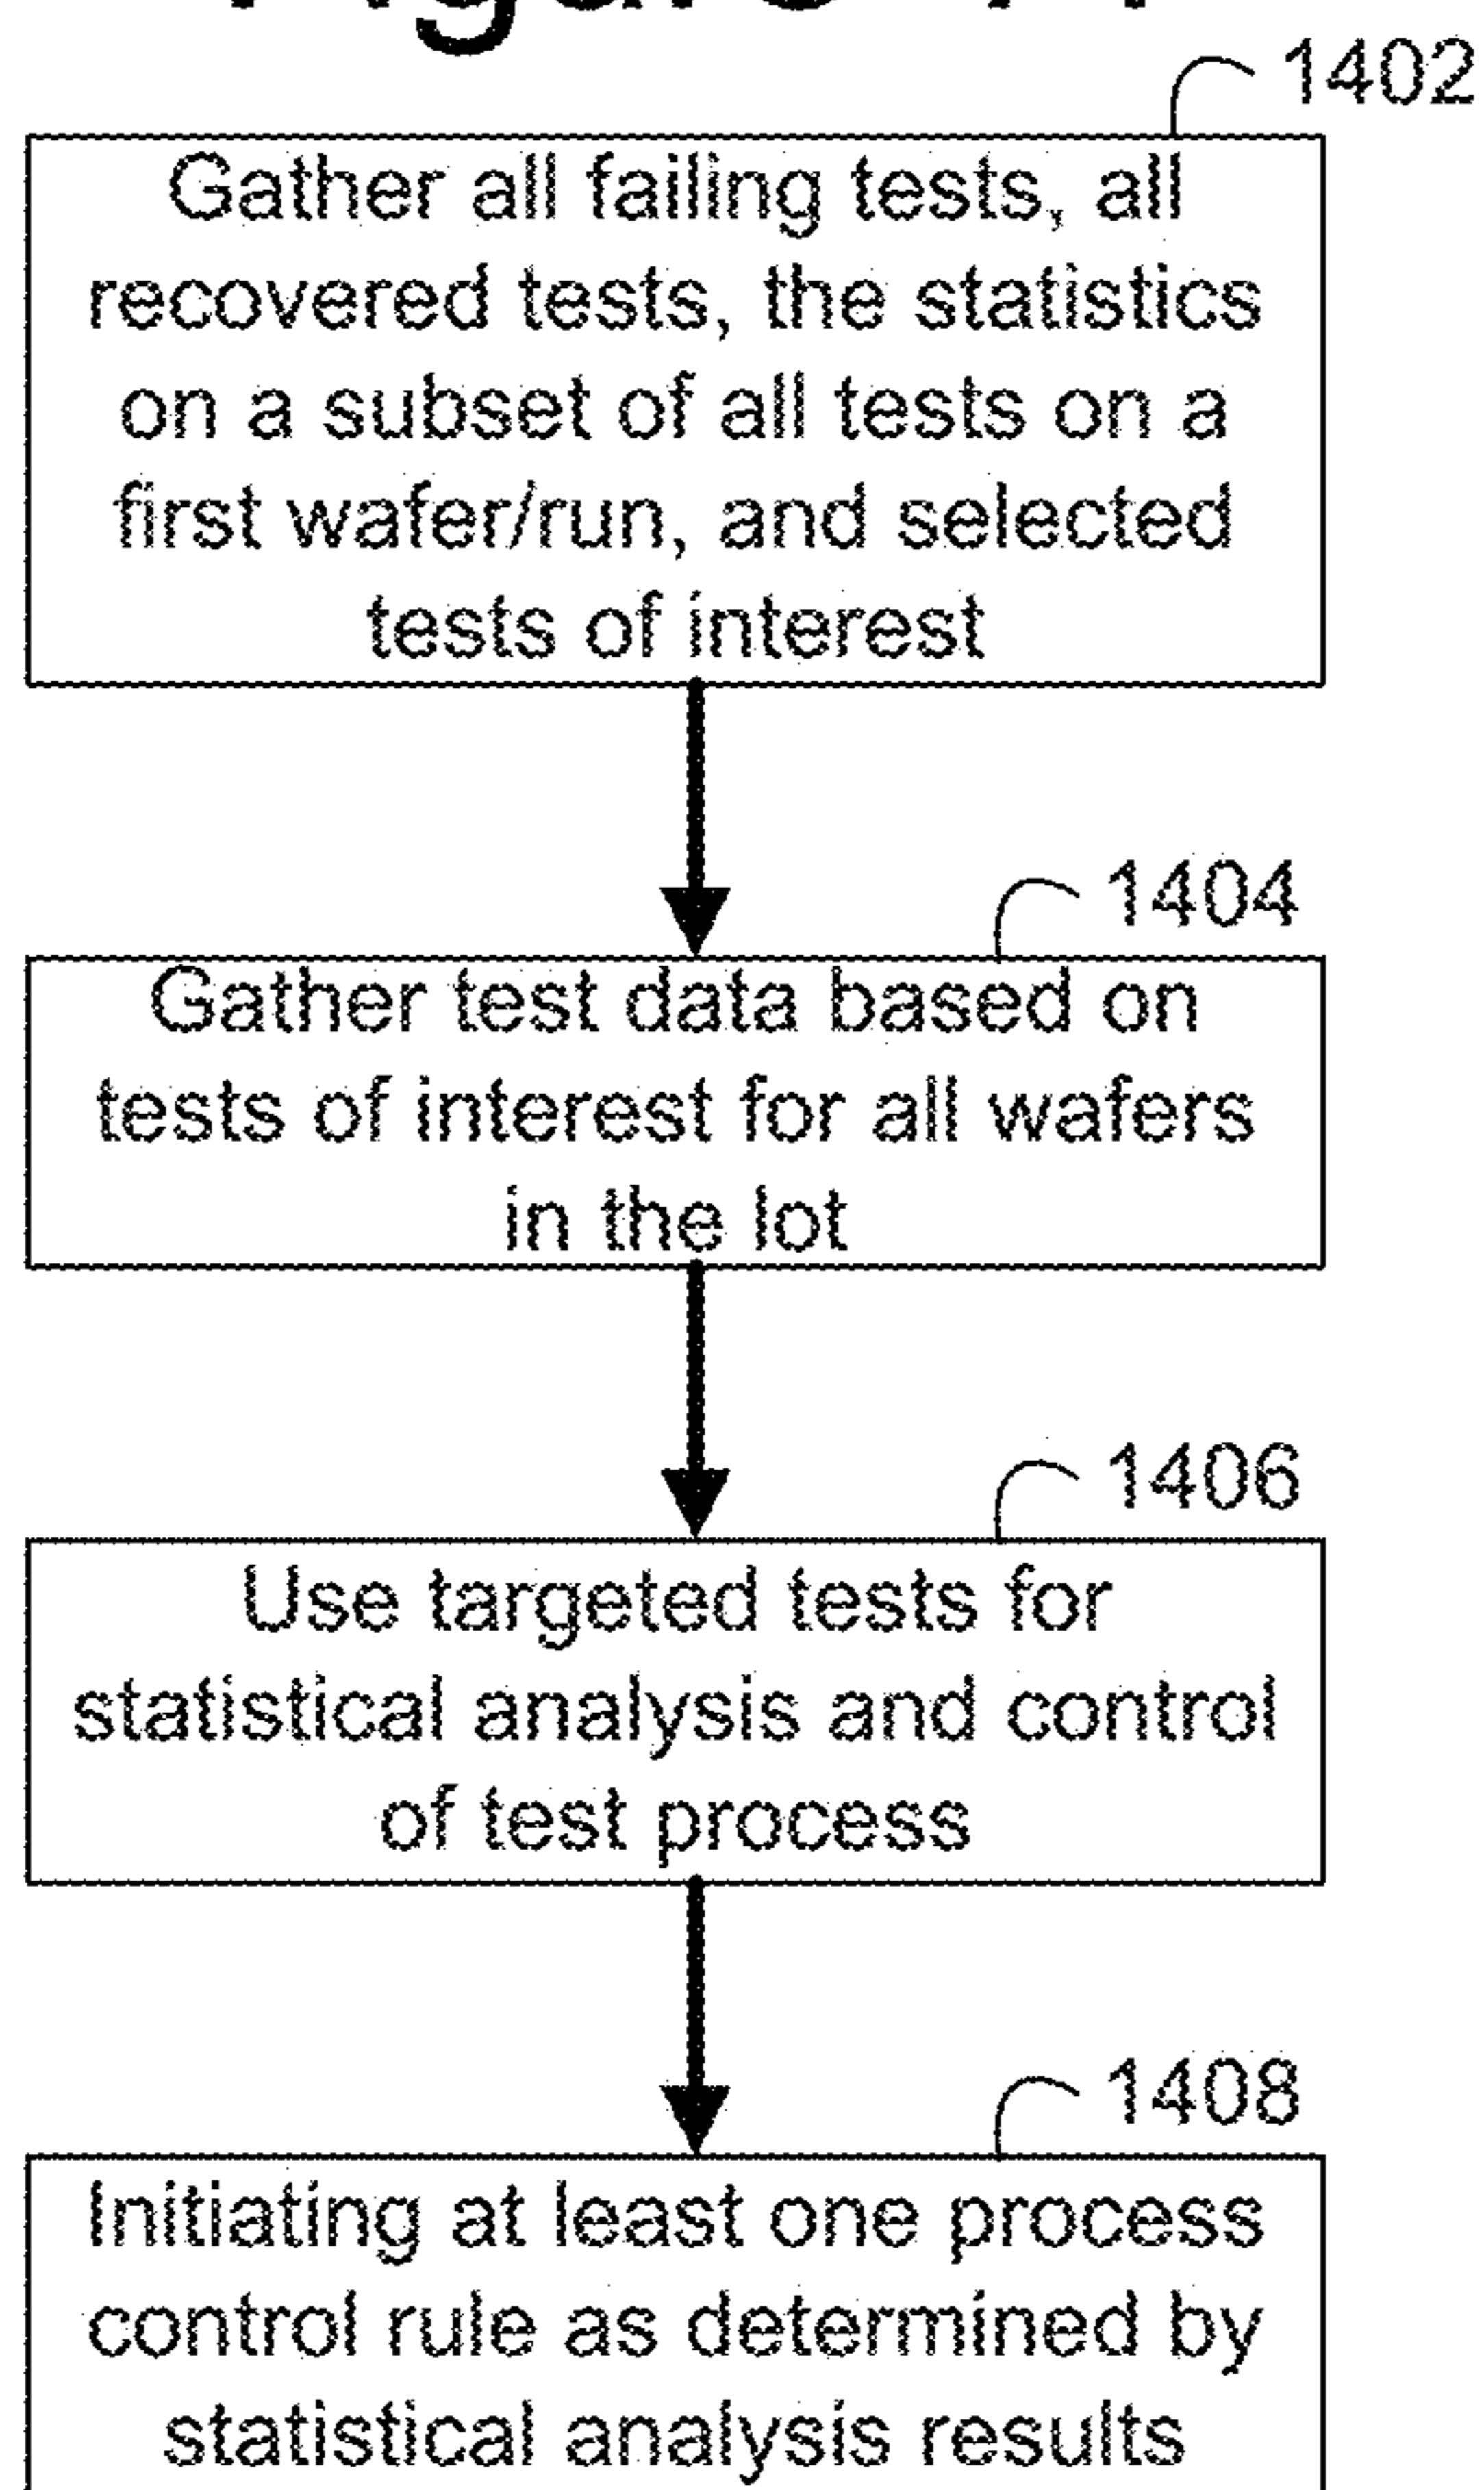 1402
Gather all failing tests, all
recovered tests, the statistics
on a subset of all tests on a
first wafer/run, and selected
tests of interest
1404
Gather test data based on
tests of interest for all wafers
in the lot
1406
Use targeted tests for
statistical analysis and control
of test process
1408
Initiating at least one process
control rule as determined by
statistical analysis results